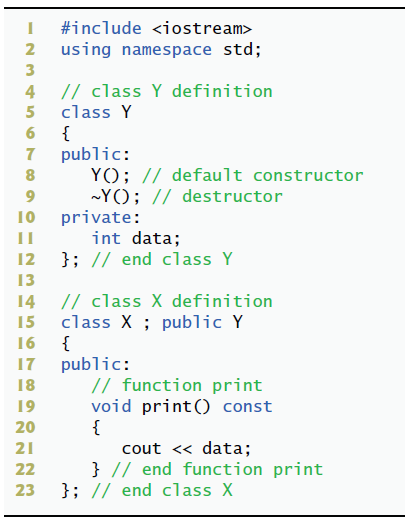 1 #include <iostream>
2 using namespace std;
3
4 // class Y definition
5 class Y
6 {
7 public:
8    Y(); // default constructor
9    ~Y(); // destructor
10 private:
11    int data;
12 }; // end class Y
13
14 // class X definition
15 class X ; public Y
16 {
17 public:
18    // function print
19    void print() const
20    {
21       cout << data;
22    } // end function print
23 }; // end class X